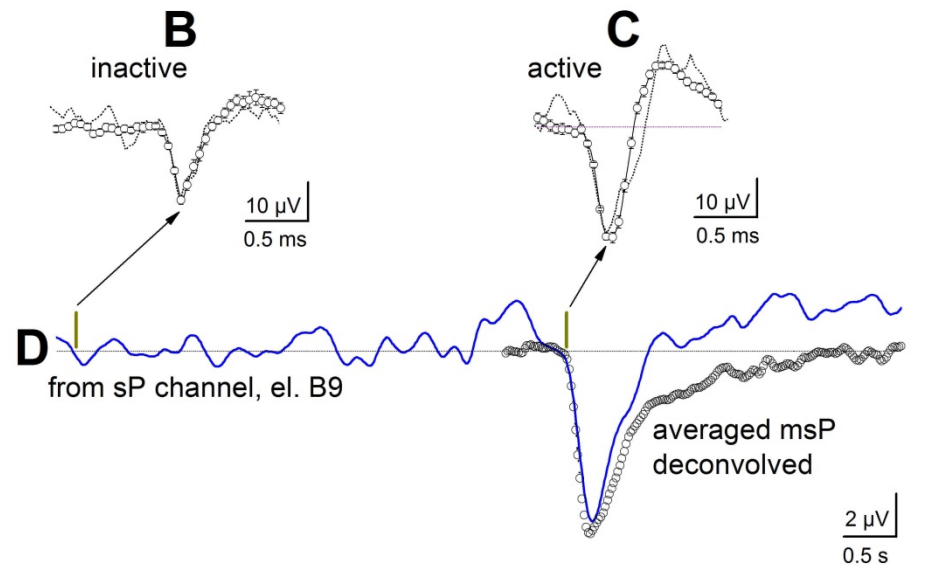 B
inactive
10 µV
0.5 ms
C
active
10 µV
0.5 ms
D
from sP channel, el. B9
averaged msP
deconvolved
2 µV
0.5 s